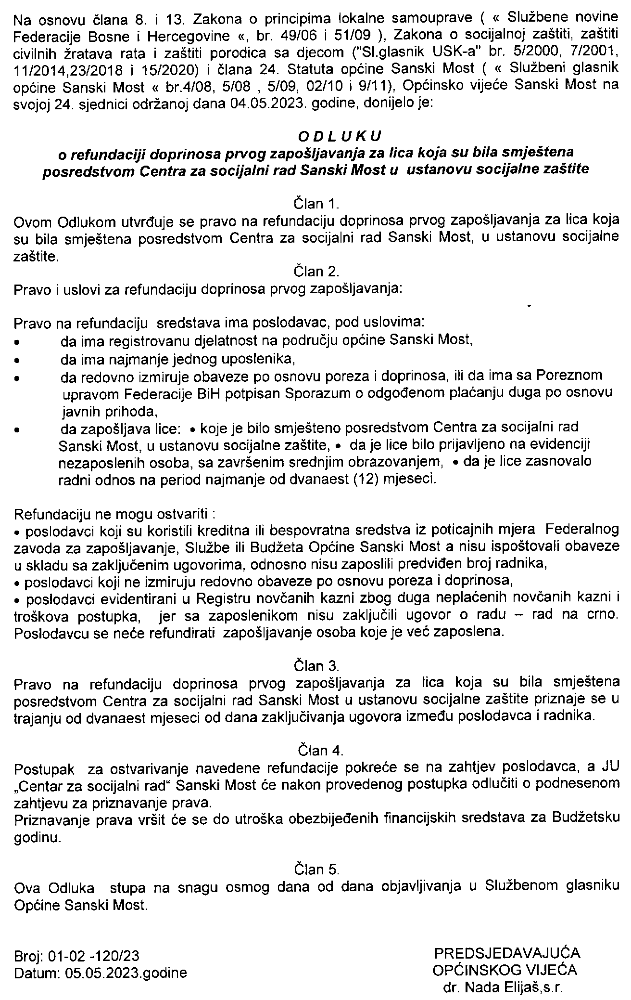 Na osnovu člana 8. i 13. Zakona o principima lokalne samouprave ( « Službene novine
Federacije Bosne i Hercegovine «, br. 49/06 i 51/09 ), Zakona o socijalnoj zaštiti, zaštiti
civilnih žratava rata i zaštiti porodica sa djecom ("Sl.glasnik USK-a" br. 5/2000, 7/2001,
11/2014,23/2018 i 15/2020) i člana 24. Statuta općine Sanski Most ( « Službeni glasnik
općine Sanski Most « br.4/08, 5/08 , 5/09, 02/10 i 9/11), Općinsko vijeće Sanski Most na
svojoj 24. sjednici održanoj dana 04.05.2023. godine, donijelo je:
O D L U K U
o refundaciji doprinosa prvog zapošljavanja za lica koja su bila smještena
posredstvom Centra za socijalni rad Sanski Most u ustanovu socijalne zaštite
Član 1.
Ovom Odlukom utvrđuje se pravo na refundaciju doprinosa prvog zapošljavanja za lica koja
su bila smještena posredstvom Centra za socijalni rad Sanski Most, u ustanovu socijalne
zaštite.
Član 2.
Pravo i uslovi za refundaciju doprinosa prvog zapošljavanja:
Pravo na refundaciju sredstava ima poslodavac, pod uslovima:
• da ima registrovanu djelatnost na području općine Sanski Most,
• da ima najmanje jednog uposlenika,
• da redovno izmiruje obaveze po osnovu poreza i doprinosa, ili da ima sa Poreznom
upravom Federacije BiH potpisan Sporazum o odgođenom plaćanju duga po osnovu
javnih prihoda,
• da zapošljava lice: • koje je bilo smješteno posredstvom Centra za socijalni rad
Sanski Most, u ustanovu socijalne zaštite, • da je lice bilo prijavljeno na evidenciji
nezaposlenih osoba, sa završenim srednjim obrazovanjem, • da je lice zasnovalo
radni odnos na period najmanje od dvanaest (12) mjeseci.
Refundaciju ne mogu ostvariti :
• poslodavci koji su koristili kreditna ili bespovratna sredstva iz poticajnih mjera Federalnog
zavoda za zapošljavanje, Službe ili Budžeta Općine Sanski Most a nisu ispoštovali obaveze
u skladu sa zaključenim ugovorima, odnosno nisu zaposlili predviđen broj radnika,
• poslodavci koji ne izmiruju redovno obaveze po osnovu poreza i doprinosa,
• poslodavci evidentirani u Registru novčanih kazni zbog duga neplaćenih novčanih kazni i
troškova postupka, jer sa zaposlenikom nisu zaključili ugovor o radu – rad na crno.
Poslodavcu se neće refundirati zapošljavanje osoba koje je već zaposlena.
Član 3.
Pravo na refundaciju doprinosa prvog zapošljavanja za lica koja su bila smještena
posredstvom Centra za socijalni rad Sanski Most u ustanovu socijalne zaštite priznaje se u
trajanju od dvanaest mjeseci od dana zaključivanja ugovora između poslodavca i radnika.
Član 4.
Postupak za ostvarivanje navedene refundacije pokreće se na zahtjev poslodavca, a JU
„Centar za socijalni rad“ Sanski Most će nakon provedenog postupka odlučiti o podnesenom
zahtjevu za priznavanje prava.
Priznavanje prava vršit će se do utroška obezbijeđenih financijskih sredstava za Budžetsku
godinu.
Član 5.
Ova Odluka stupa na snagu osmog dana od dana objavljivanja u Službenom glasniku
Općine Sanski Most.
Broj: 01-02 -120/23
Datum: 05.05.2023.godine
PREDSJEDAVAJUĆA
OPĆINSKOG VIJEĆA
dr. Nada Elijaš,s.r.